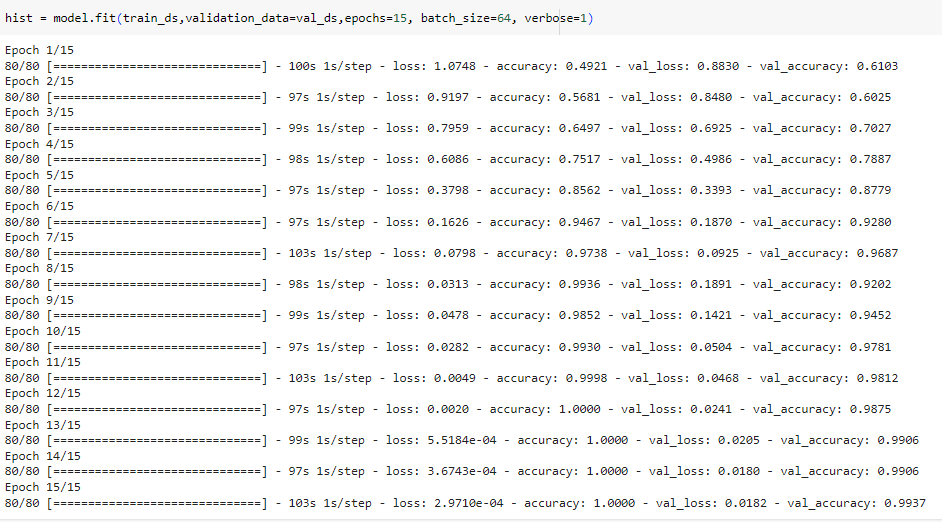 hist = model.fit(train_ds,validation_data=val_ds,epochs=15, batch_size=64, verbose=1)
Epoch 1/15
80/80 [==============================] - 100s 1s/step - loss: 1.0748 - accuracy: 0.4921 - val_loss: 0.8830 - val_accuracy: 0.6103
Epoch 2/15
80/80 [==============================] - 97s 1s/step - loss: 0.9197 - accuracy: 0.5681 - val_loss: 0.8480 - val_accuracy: 0.6025
Epoch 3/15
80/80 [==============================] - 99s 1s/step - loss: 0.7959 - accuracy: 0.6497 - val_loss: 0.6925 - val_accuracy: 0.7027
Epoch 4/15
80/80 [==============================] - 98s 1s/step - loss: 0.6086 - accuracy: 0.7517 - val_loss: 0.4986 - val_accuracy: 0.7887
Epoch 5/15
80/80 [==============================] - 97s 1s/step - loss: 0.3798 - accuracy: 0.8562 - val_loss: 0.3393 - val_accuracy: 0.8779
Epoch 6/15
80/80 [==============================] - 97s 1s/step - loss: 0.1626 - accuracy: 0.9467 - val_loss: 0.1870 - val_accuracy: 0.9280
Epoch 7/15
80/80 [==============================] - 103s 1s/step - loss: 0.0798 - accuracy: 0.9738 - val_loss: 0.0925 - val_accuracy: 0.9687
Epoch 8/15
80/80 [==============================] - 98s 1s/step - loss: 0.0313 - accuracy: 0.9936 - val_loss: 0.1891 - val_accuracy: 0.9202
Epoch 9/15
80/80 [==============================] - 99s 1s/step - loss: 0.0478 - accuracy: 0.9852 - val_loss: 0.1421 - val_accuracy: 0.9452
Epoch 10/15
80/80 [==============================] - 97s 1s/step - loss: 0.0282 - accuracy: 0.9930 - val_loss: 0.0504 - val_accuracy: 0.9781
Epoch 11/15
80/80 [==============================] - 103s 1s/step - loss: 0.0049 - accuracy: 0.9998 - val_loss: 0.0468 - val_accuracy: 0.9812
Epoch 12/15
80/80 [==============================] - 97s 1s/step - loss: 0.0020 - accuracy: 1.0000 - val_loss: 0.0241 - val_accuracy: 0.9875
Epoch 13/15
80/80 [==============================] - 99s 1s/step - loss: 5.5184e-04 - accuracy: 1.0000 - val_loss: 0.0205 - val_accuracy: 0.9906
Epoch 14/15
80/80 [==============================] - 97s 1s/step - loss: 3.6743e-04 - accuracy: 1.0000 - val_loss: 0.0180 - val_accuracy: 0.9906
Epoch 15/15
80/80 [==============================] - 103s 1s/step - loss: 2.9710e-04 - accuracy: 1.0000 - val_loss: 0.0182 - val_accuracy: 0.9937